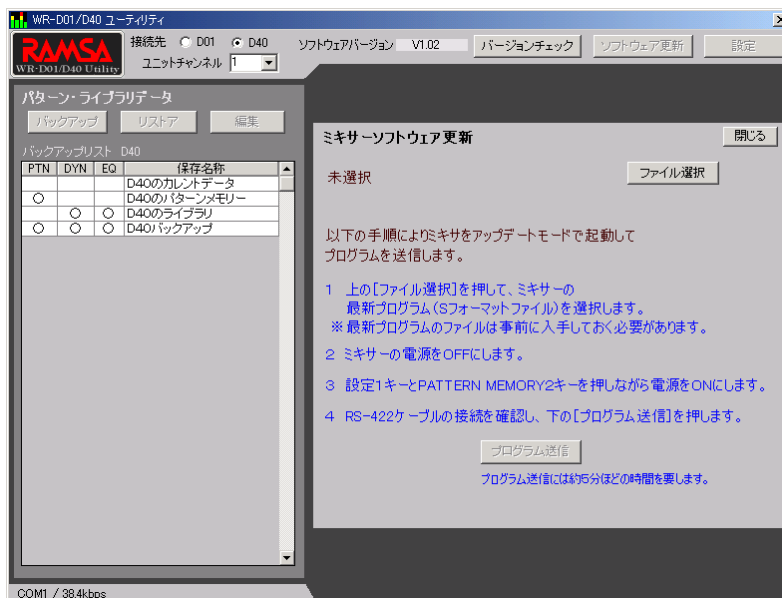 WR-D01/D40 ユーティリティ
RAMSA
WR-D01/D40 Utility
接続先 D01 D40
ユニットチャンネル 1
ソフトウェアバージョン V1.02 バージョンチェック ソフトウェア更新 設定
パターン・ライブラリデータ
バックアップ リストア 編集
バックアップリスト D40
PTN DYN EQ 保存名称
D40のカレントデータ
○ D40のパターンメモリー
○ ○ D40のライブラリ
○ ○ ○ D40バックアップ
ミキサーソフトウェア更新 閉じる
未選択 ファイル選択
以下の手順によりミキサをアップデートモードで起動して
プログラムを送信します。
1 上の[ファイル選択]を押して、ミキサーの
最新プログラム(Sフォーマットファイル)を選択します。
※最新プログラムのファイルは事前に入手しておく必要があります。
2 ミキサーの電源をOFFにします。
3 設定1キーとPATTERN MEMORY2キーを押しながら電源をONにします。
4 RS-422ケーブルの接続を確認し、下の[プログラム送信]を押します。
プログラム送信
プログラム送信には約5分ほどの時間を要します。
COM1 / 38.4kbps